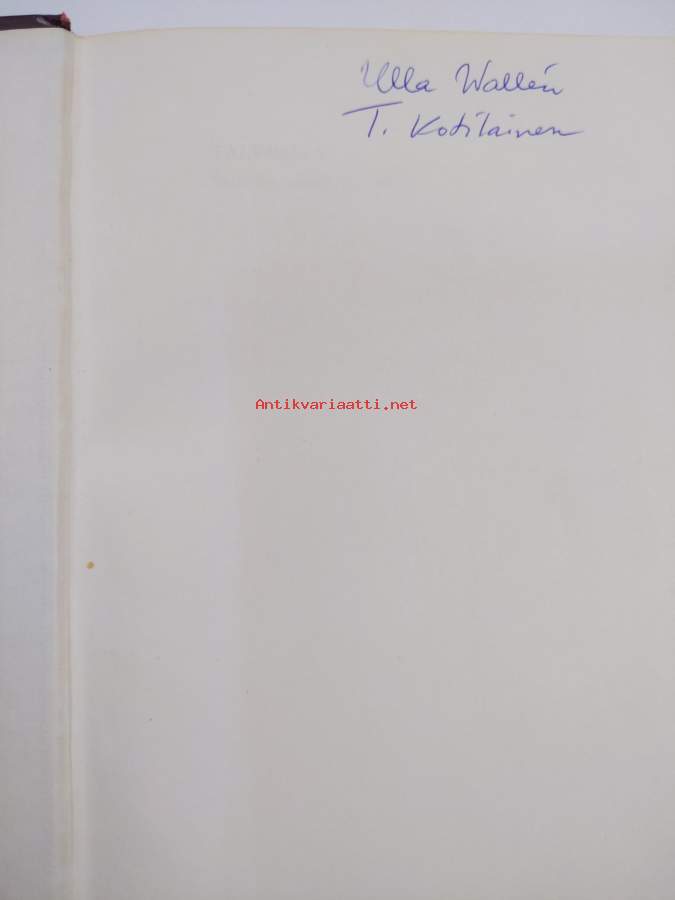 Ulla Wallén
T. Kotilainen
Antikvariaatti.net